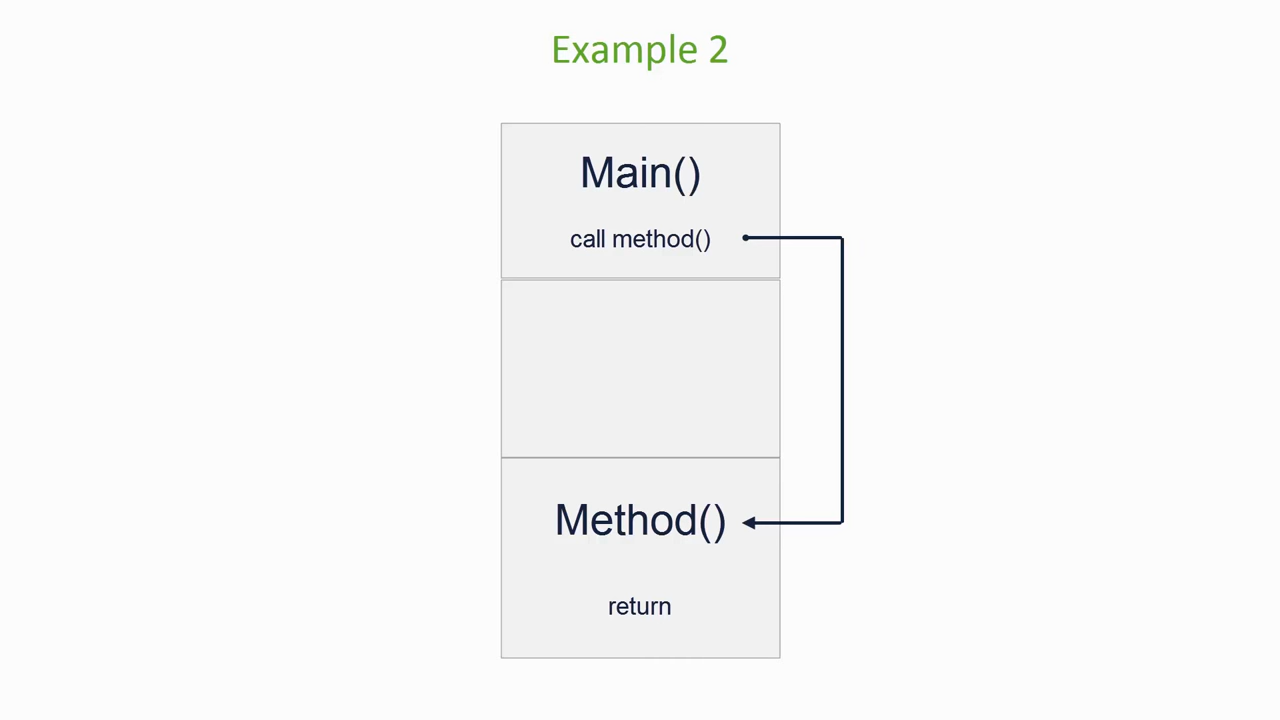 Example 2
Main()
call method()
Method()
return